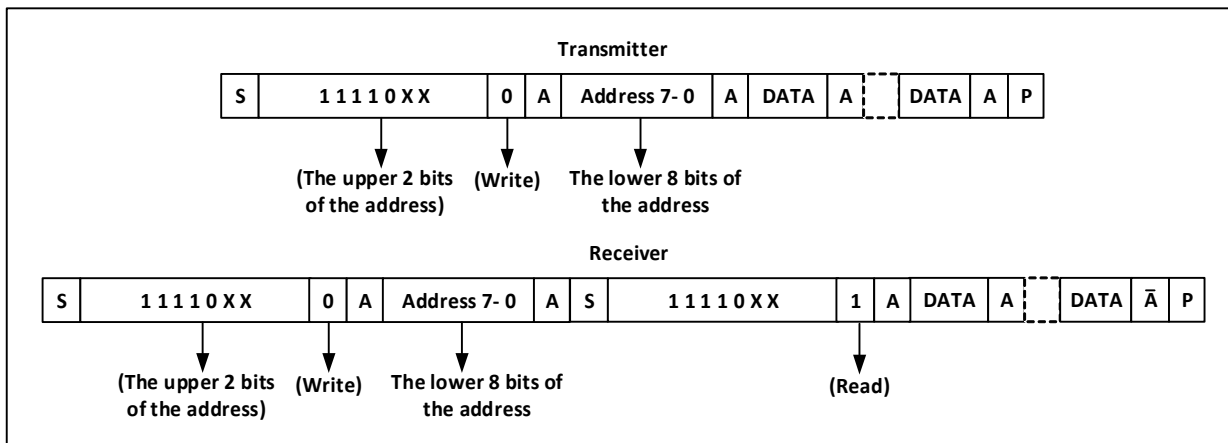 Transmitter
S 1 1 1 1 0 X X 0 A Address 7- 0 A DATA A DATA A P
(The upper 2 bits of the address) (Write) The lower 8 bits of the address
Receiver
S 1 1 1 1 0 X X 0 A Address 7- 0 A S 1 1 1 1 0 X X 1 A DATA A DATA Ā P
(The upper 2 bits of the address) (Write) The lower 8 bits of the address (Read)